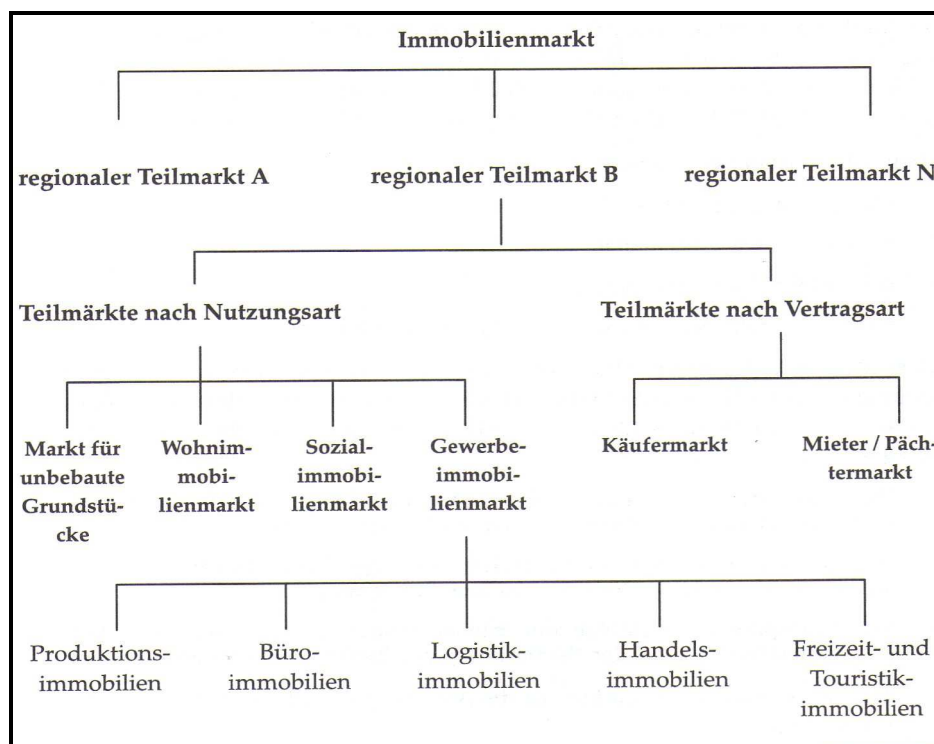 Immobilienmarkt
regionaler Teilmarkt A
regionaler Teilmarkt B
regionaler Teilmarkt N
Teilmärkte nach Nutzungsart
Teilmärkte nach Vertragsart
Markt für
unbebaute
Grundstü-
cke
Wohnim-
mobi-
lienmarkt
Sozial-
immobi-
lienmarkt
Gewerbe-
immobi-
lienmarkt
Käufermarkt
Mieter / Päch-
termarkt
Produktions-
immobilien
Büro-
immobilien
Logistik-
immobilien
Handels-
immobilien
Freizeit- und
Touristik-
immobilien